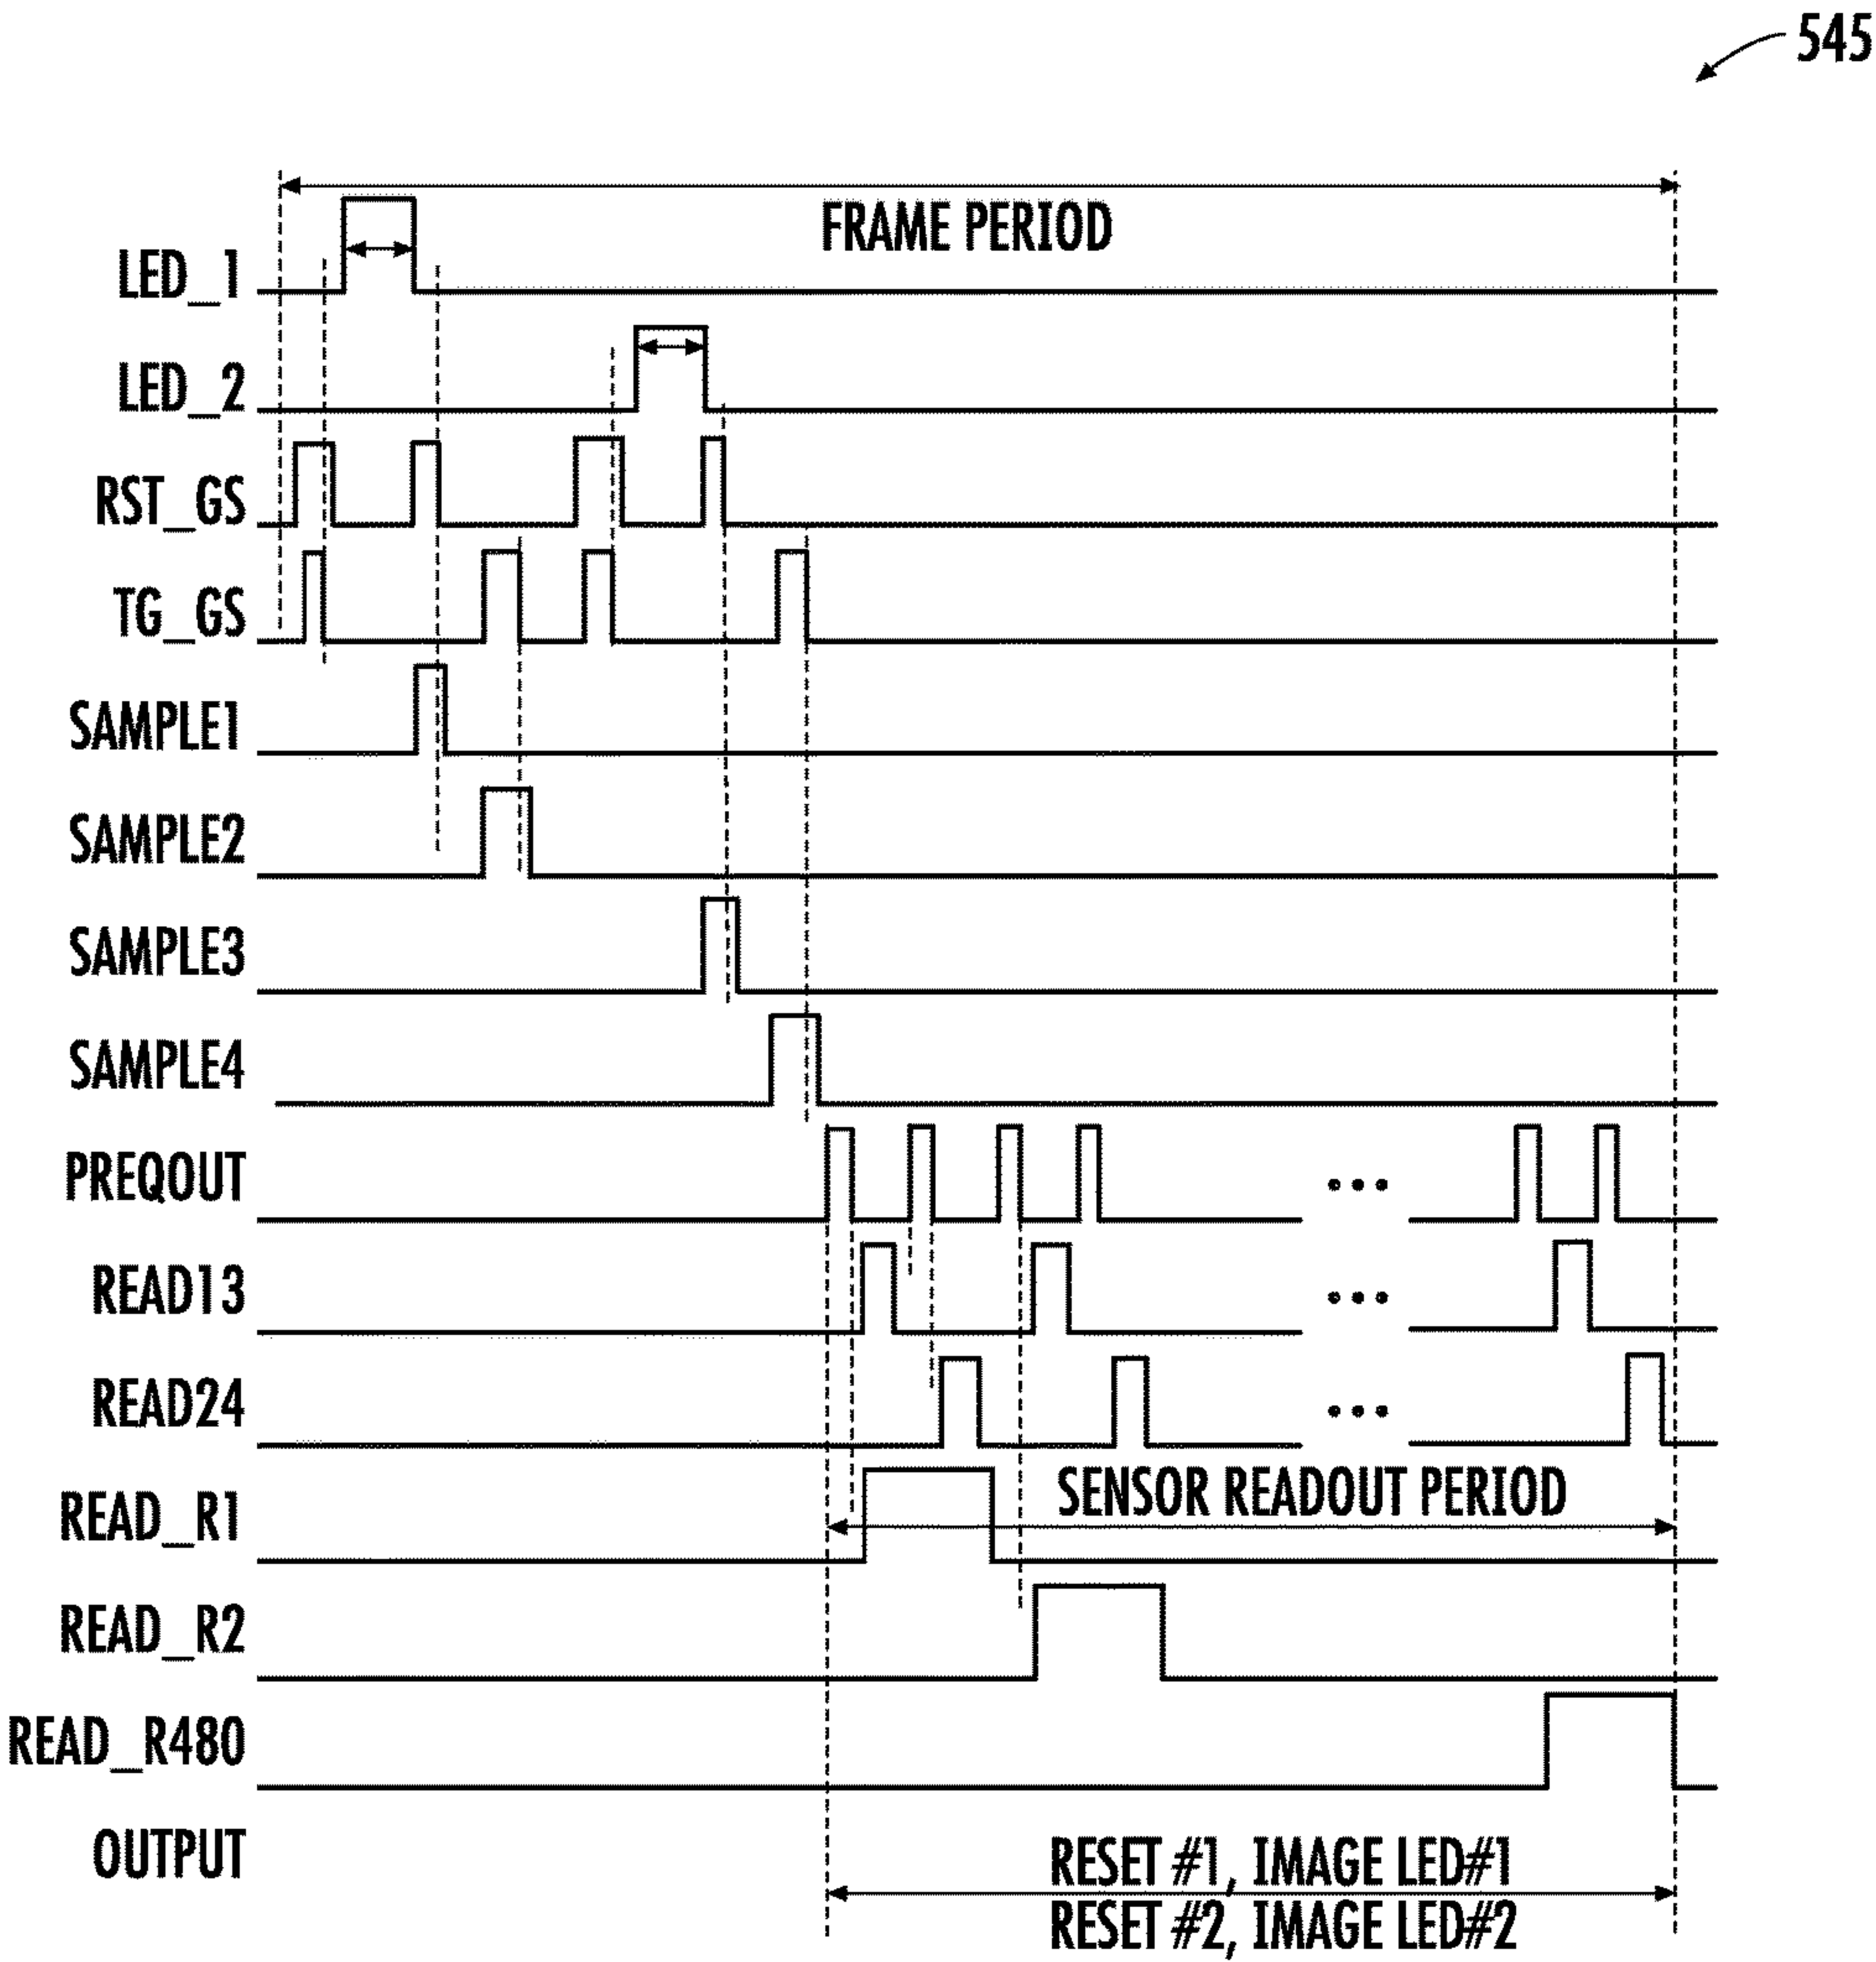 545
FRAME PERIOD
LED_1
LED_2
RST_GS
TG_GS
SAMPLE1
SAMPLE2
SAMPLE3
SAMPLE4
PREQOUT
READ13
READ24
READ_R1
SENSOR READOUT PERIOD
READ_R2
READ_R480
OUTPUT
RESET #1, IMAGE LED#1
RESET #2, IMAGE LED#2